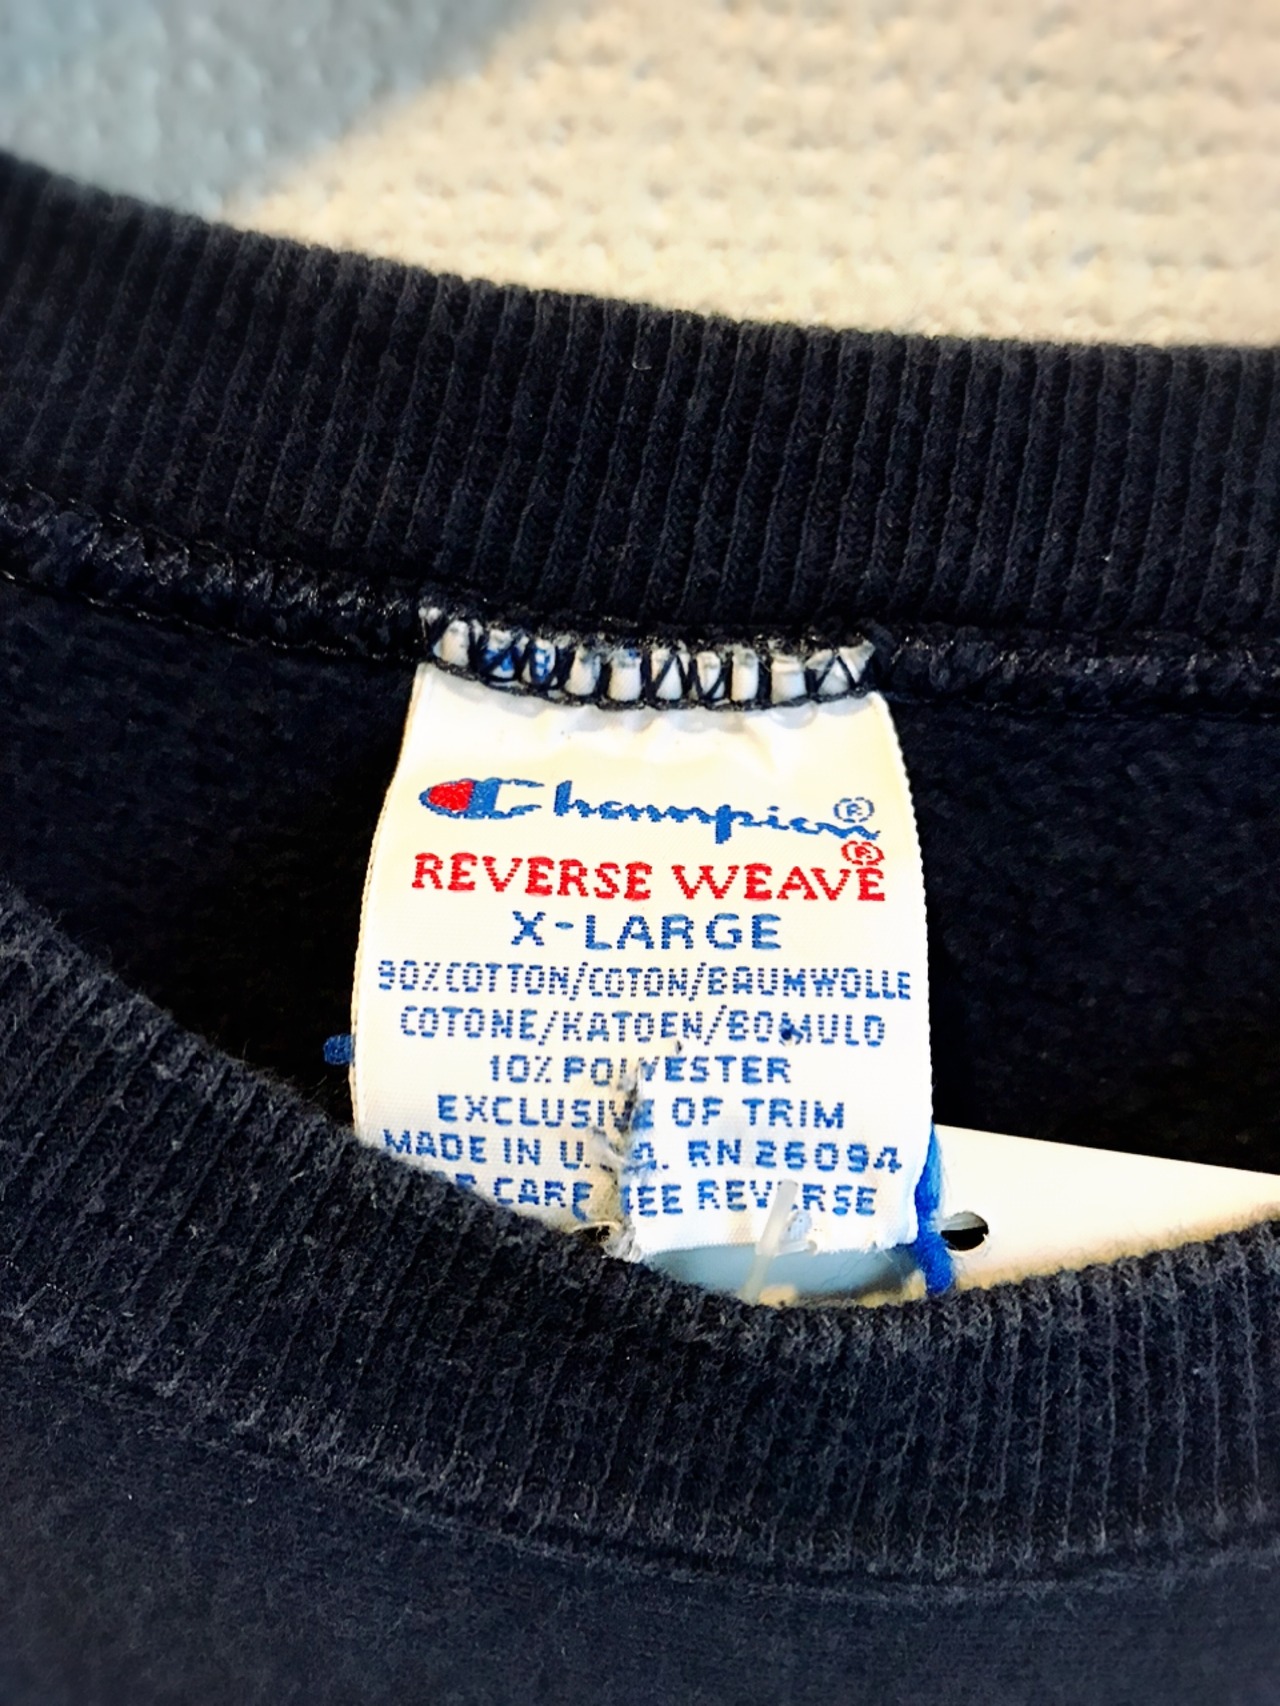 Champion®
REVERSE WEAVE®
X-LARGE
90% COTTON/COTON/BAUMWOLLE
COTONE/KATOEN/BOMULD
10% POLYESTER
EXCLUSIVE OF TRIM
MADE IN U.S.A. RN 26094
CARE SEE REVERSE